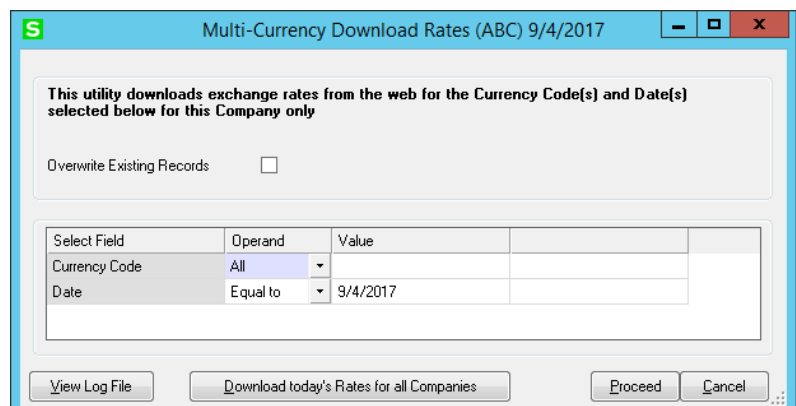 S Multi-Currency Download Rates (ABC) 9/4/2017
This utility downloads exchange rates from the web for the Currency Code(s) and Date(s)
selected below for this Company only
Overwrite Existing Records
Select Field Operand Value
Currency Code All
Date Equal to 9/4/2017
View Log File Download today's Rates for all Companies Proceed Cancel